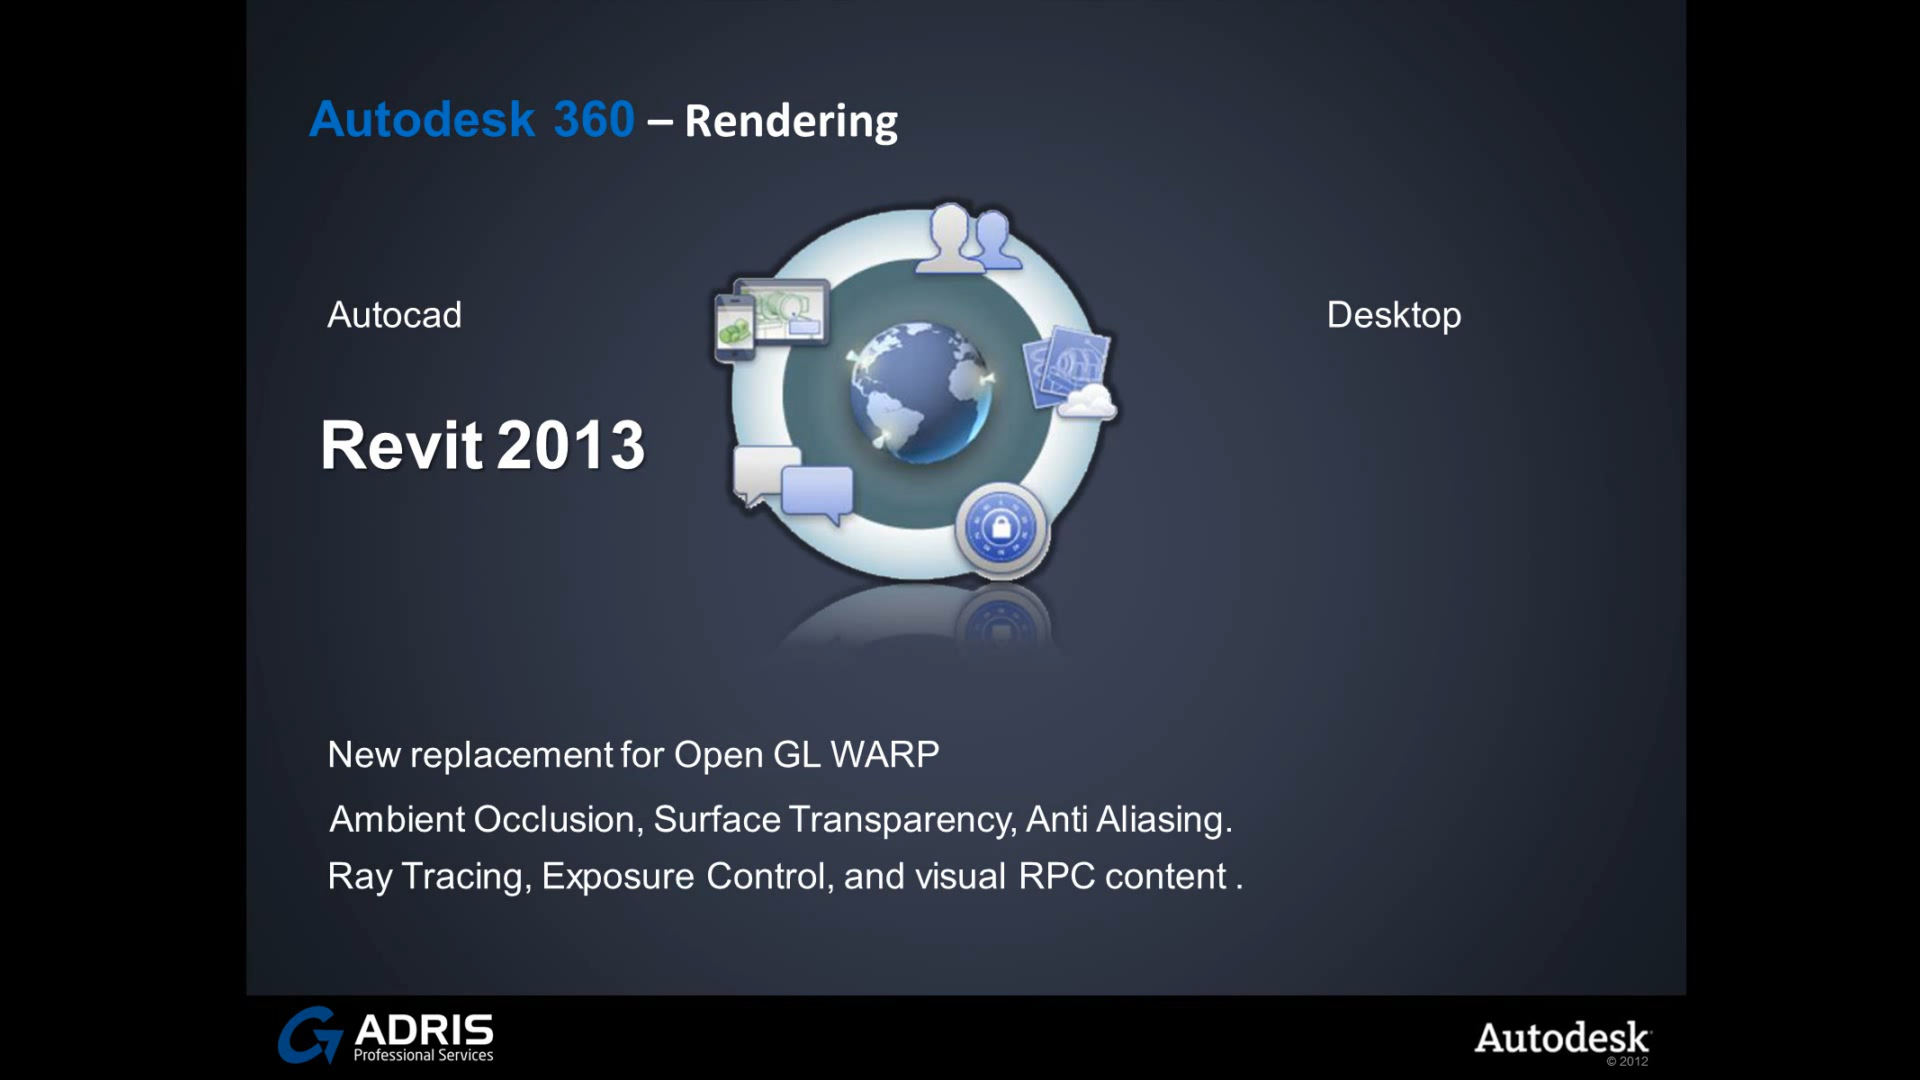 Autodesk 360 – Rendering
Autocad
Desktop
Revit 2013
New replacement for Open GL WARP
Ambient Occlusion, Surface Transparency, Anti Aliasing.
Ray Tracing, Exposure Control, and visual RPC content .
G ADRIS
Professional Services
Autodesk
© 2012